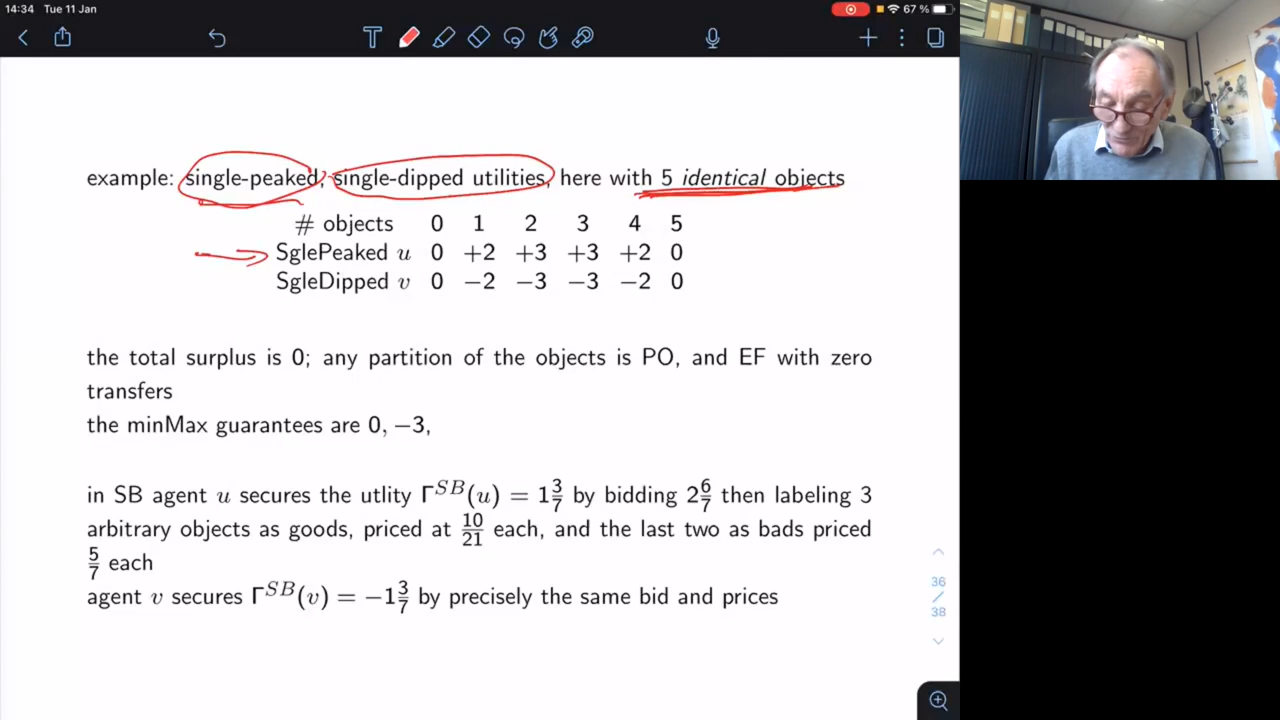 14:34 Tue 11 Jan
67 %
example: single-peaked, single-dipped utilities, here with 5 identical objects
# objects 0 1 2 3 4 5
SglePeaked u 0 +2 +3 +3 +2 0
SgleDipped v 0 −2 −3 −3 −2 0
the total surplus is 0; any partition of the objects is PO, and EF with zero
transfers
the minMax guarantees are 0, −3,
in SB agent u secures the utlity Γ^{SB}(u) = 1 3/7 by bidding 2 6/7 then labeling 3
arbitrary objects as goods, priced at 10/21 each, and the last two as bads priced
5/7 each
agent v secures Γ^{SB}(v) = −1 3/7 by precisely the same bid and prices
36
/
38